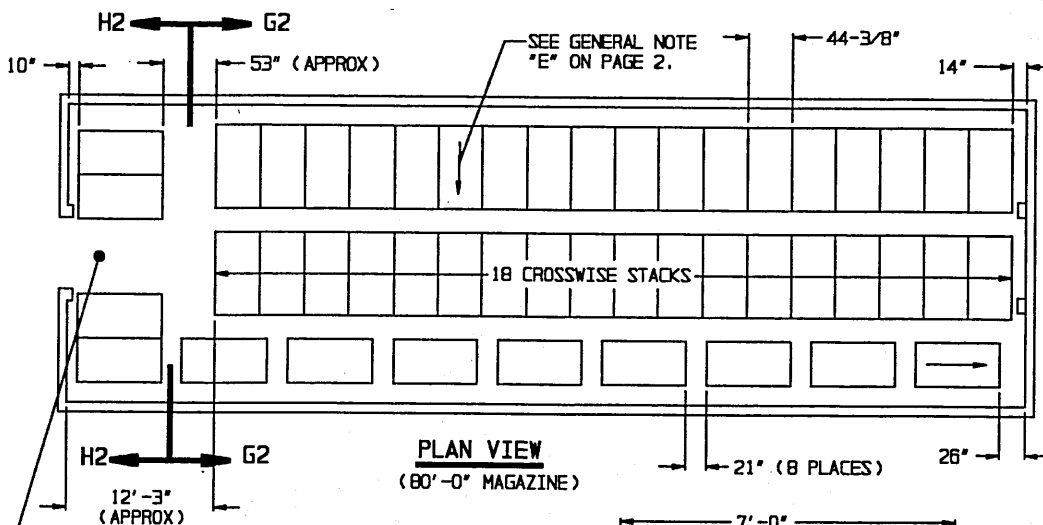 H2 G2
10"
53" (APPROX)
SEE GENERAL NOTE
"E" ON PAGE 2.
44-3/8"
14"
18 CROSSWISE STACKS
H2 G2
12'-3"
(APPROX)
PLAN VIEW
(80'-0" MAGAZINE)
21" (8 PLACES)
26"
7'-0"